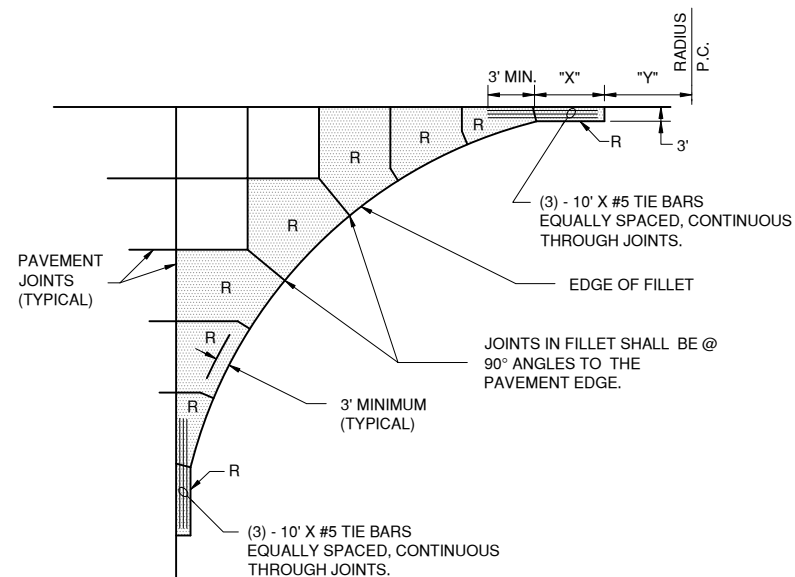 RADIUS
P.C.
3' MIN.
"X"
"Y"
R
R
R
R
3'
(3) - 10' X #5 TIE BARS
EQUALLY SPACED, CONTINUOUS
THROUGH JOINTS.
R
PAVEMENT
JOINTS
(TYPICAL)
EDGE OF FILLET
R
R
JOINTS IN FILLET SHALL BE @
90° ANGLES TO THE
PAVEMENT EDGE.
R
3' MINIMUM
(TYPICAL)
R
(3) - 10' X #5 TIE BARS
EQUALLY SPACED, CONTINUOUS
THROUGH JOINTS.